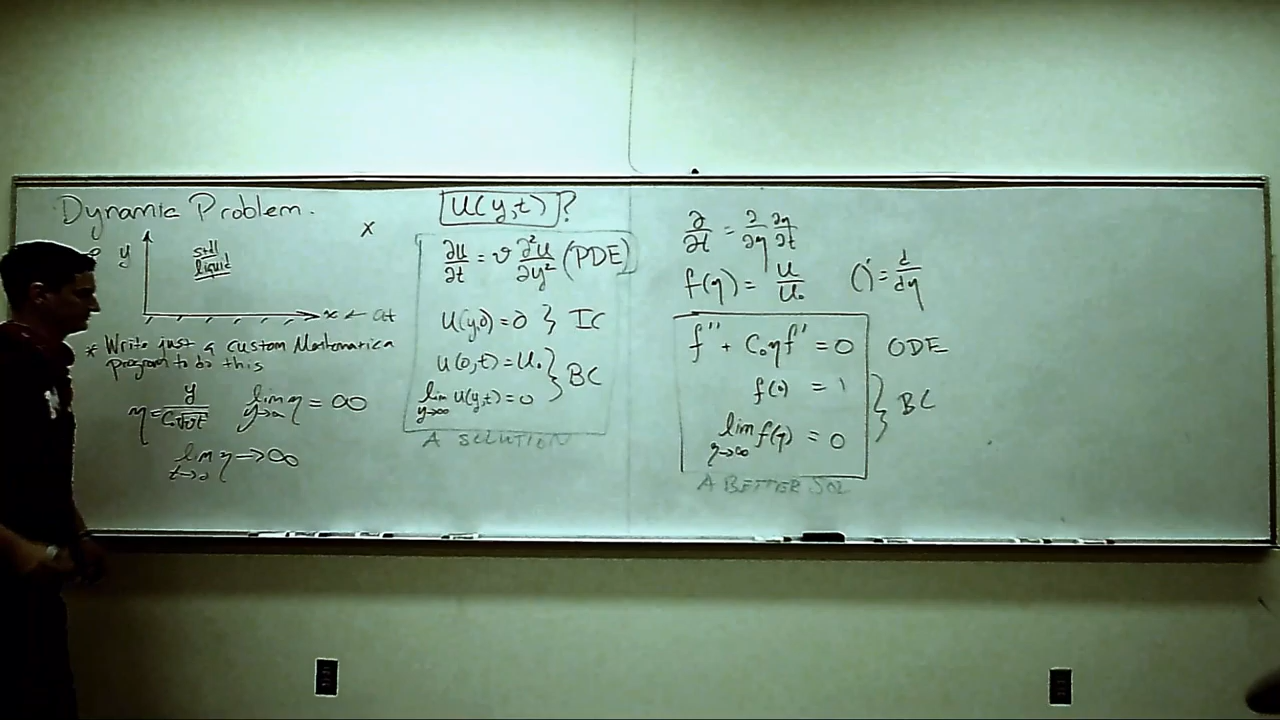 Dynamic Problem.
y
still
liquid
x ← at
* Write just a custom Mathematica
program to do this
η = y/(C₀√νt) lim y→∞ η = ∞
lim t→0 η → ∞
x
U(y,t) ?
∂u/∂t = ν ∂²u/∂y² (PDE)
U(y,0) = 0 } IC
U(0,t) = U₀ } BC
lim y→∞ U(y,t) = 0
A SOLUTION
∂/∂t = ∂/∂η ∂η/∂t
f(η) = U/U₀ ()' = d/dη
f'' + C₀ηf' = 0 ODE
f(0) = 1
lim η→∞ f(η) = 0 } BC
A BETTER SOL